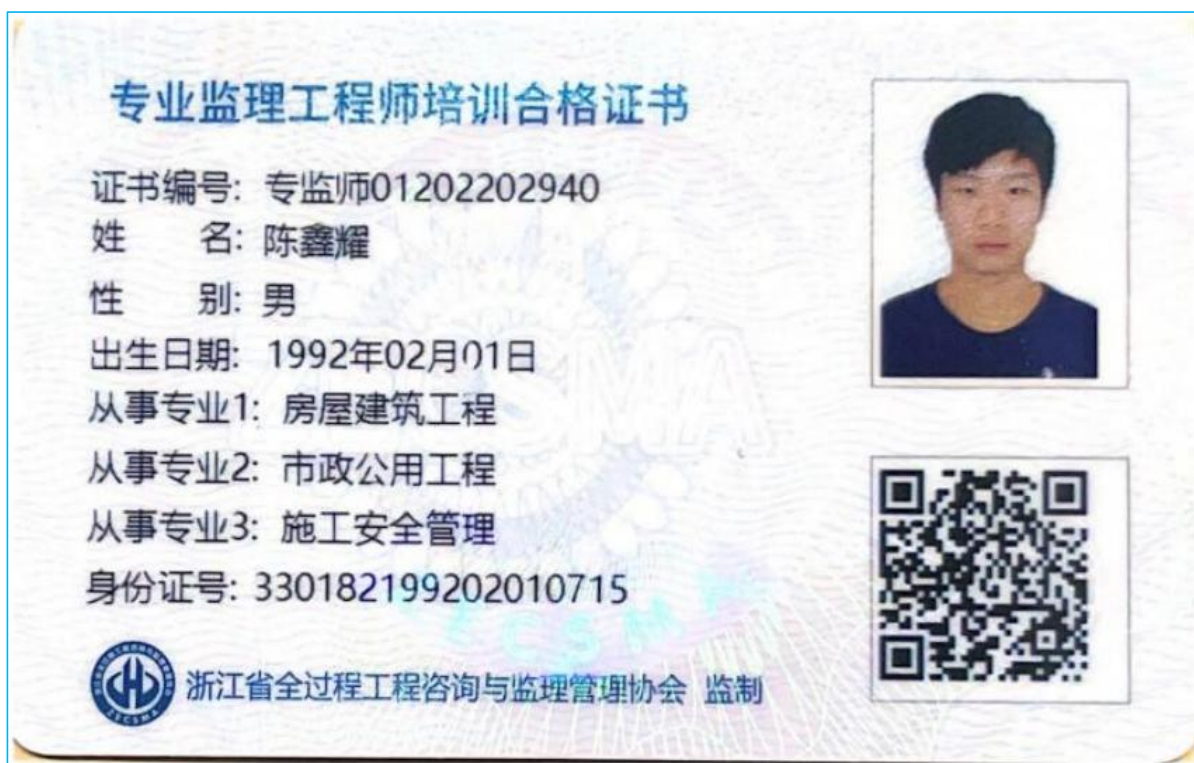 专业监理工程师培训合格证书
证书编号: 专监师01202202940
姓 名: 陈鑫耀
性 别: 男
出生日期: 1992年02月01日
从事专业1: 房屋建筑工程
从事专业2: 市政公用工程
从事专业3: 施工安全管理
身份证号: 330182199202010715
浙江省全过程工程咨询与监理管理协会 监制
ZCSMA